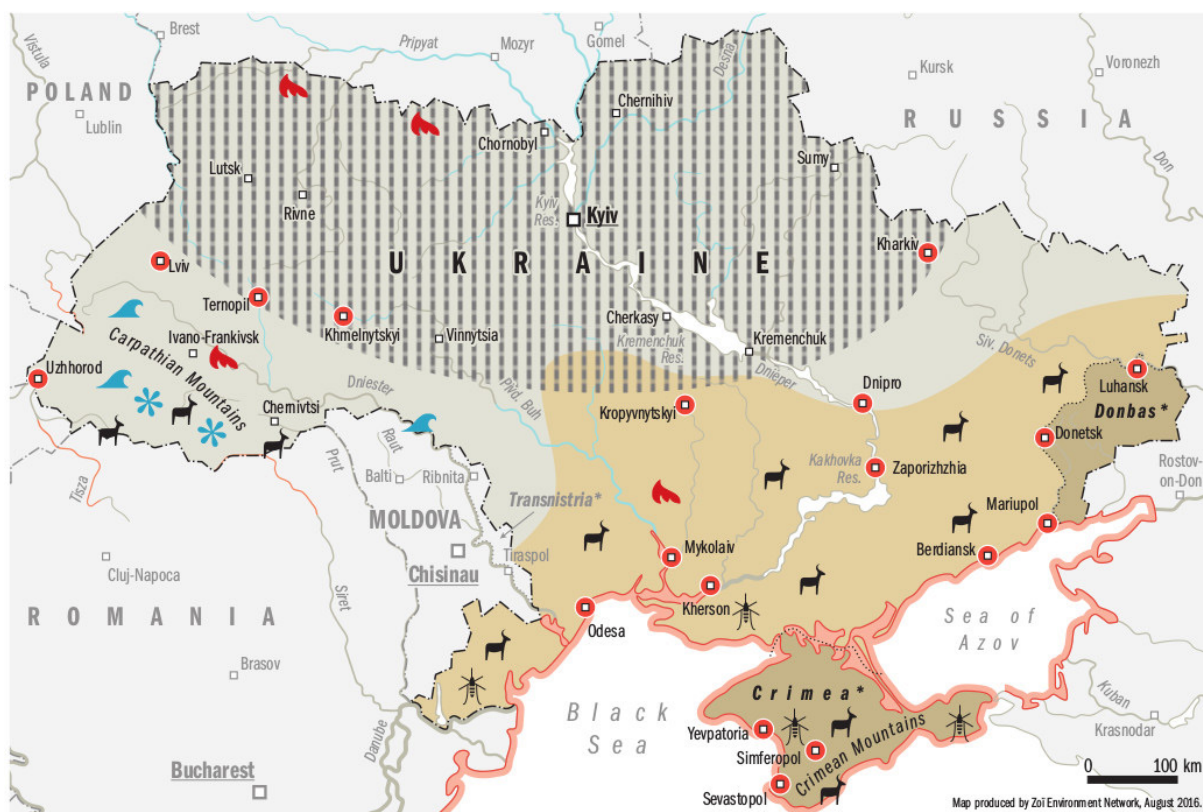 Brest
Pripyat
Mozyr
Gomel
Desna
Kursk
Voronezh
Vistula
POLAND
Lublin
RUSSIA
Don
Chernihiv
Chornobyl
Lutsk
Rivne
Sumy
Kyiv
Res.
Kyiv
UKRAINE
Kharkiv
Lviv
Ternopil
Khmelnytskyi
Vinnytsia
Cherkasy
Kremenchuk
Res.
Kremenchuk
Siv. Donets
Ivano-Frankivsk
Carpathian Mountains
Uzhhorod
Dniester
Pivd. Buh
Dnieper
Dnipro
Luhansk
Donbas*
Chernivtsi
Kropyvnytskyi
Donetsk
Tisza
Prut
Raut
Balti
Ribnita
Kakhovka
Res.
Zaporizhzhia
Rostov-
on-Don
Transnistria*
MOLDOVA
Mariupol
Cluj-Napoca
Chisinau
Tiraspol
Mykolaiv
Berdiansk
Siret
Kherson
Odesa
ROMANIA
Sea of
Azov
Brasov
Crimea*
Kuban
Krasnodar
Black
Sea
Yevpatoria
Simferopol
Crimean Mountains
Danube
Bucharest
Sevastopol
0 100 km
Map produced by Zoï Environment Network, August 2016